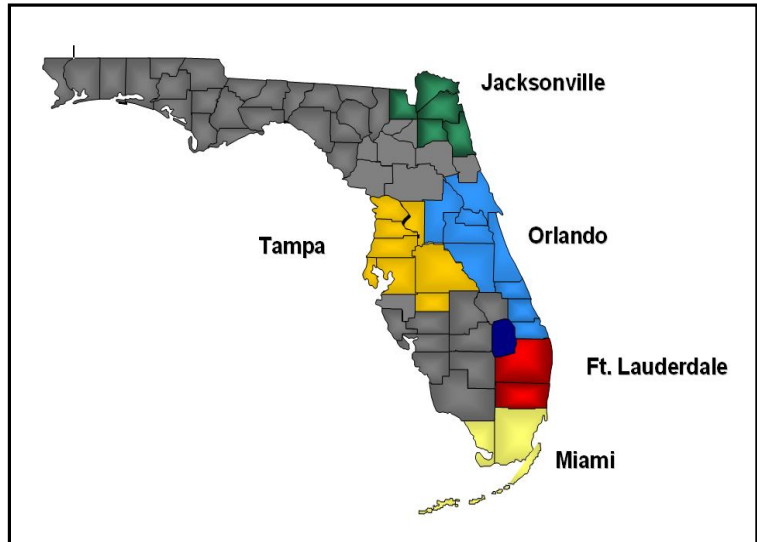 Jacksonville
Orlando
Tampa
Ft. Lauderdale
Miami